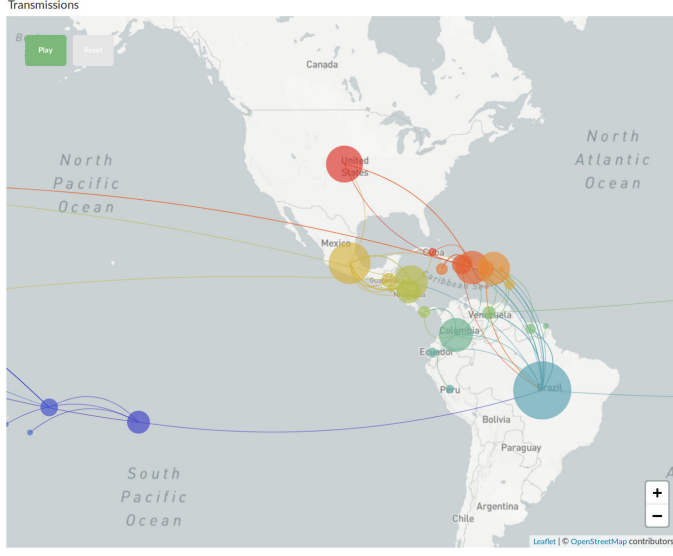 Transmissions
Play
Reset
Canada
North
Pacific
Ocean
United
States
North
Atlantic
Ocean
Mexico
Cuba
Caribbean Sea
Guatemala
Venezuela
Colombia
Ecuador
Peru
Brazil
Bolivia
Paraguay
South
Pacific
Ocean
Argentina
Chile
+
−
Leaflet | © OpenStreetMap contributors